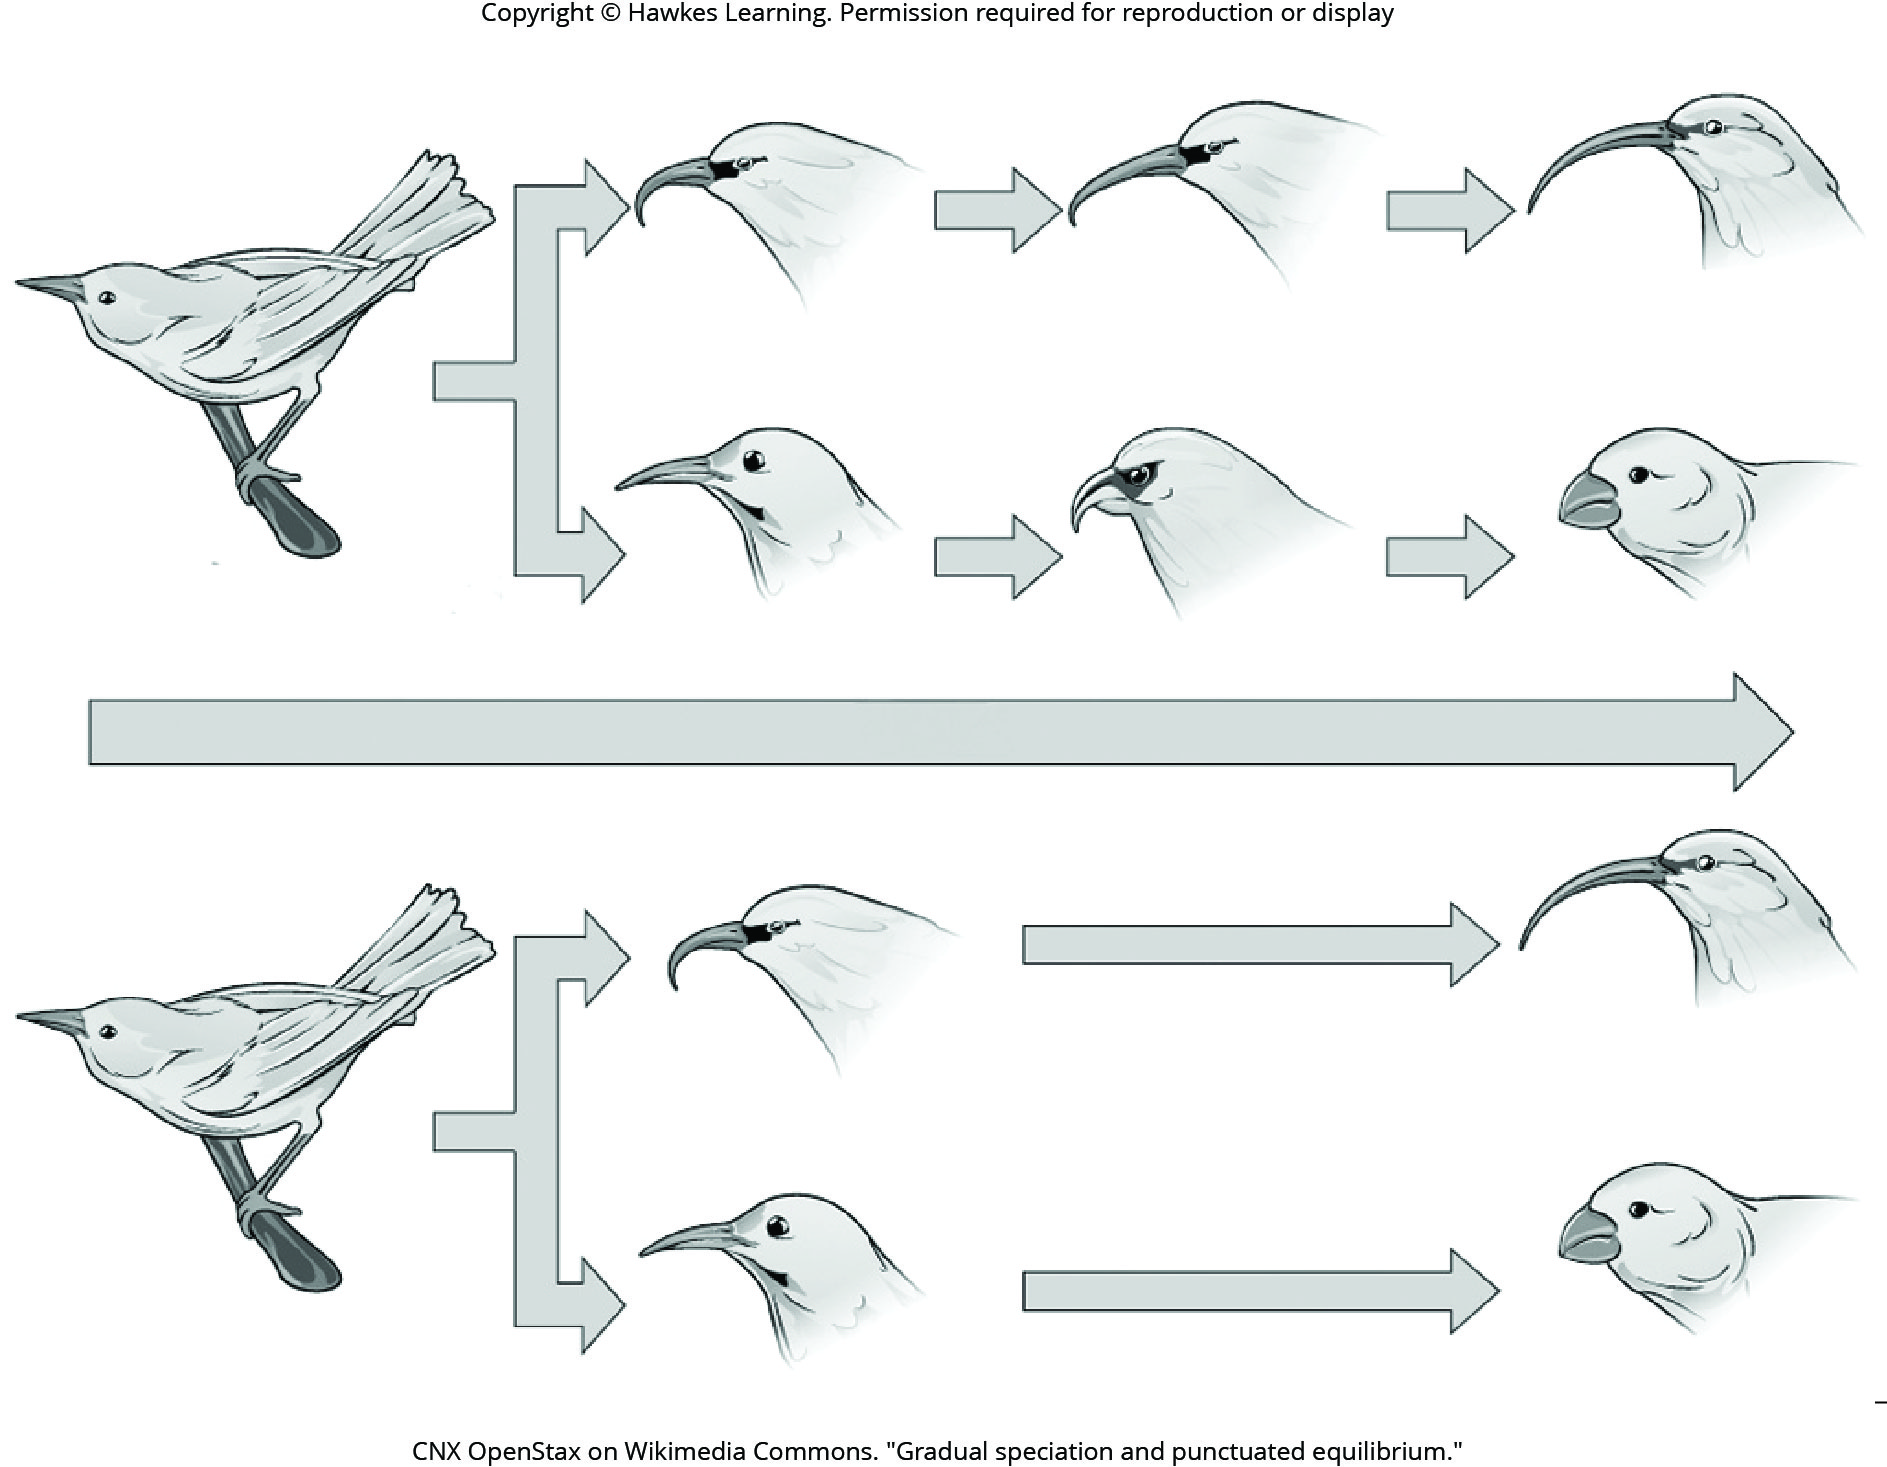 Copyright © Hawkes Learning. Permission required for reproduction or display
CNX OpenStax on Wikimedia Commons. "Gradual speciation and punctuated equilibrium."